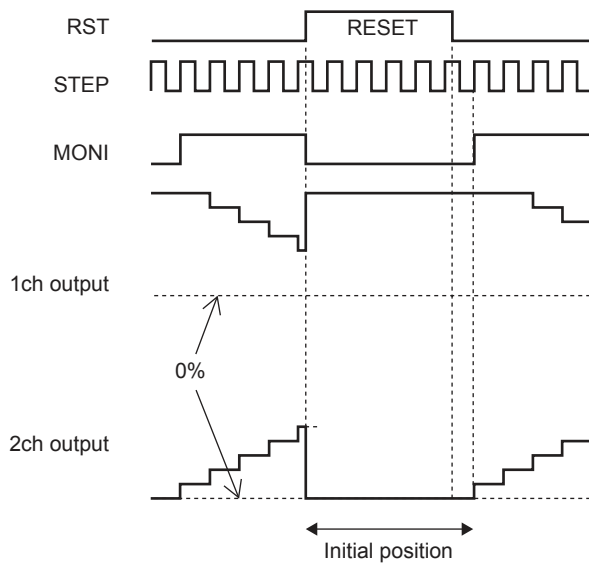 RST
RESET
STEP
MONI
1ch output
0%
2ch output
Initial position